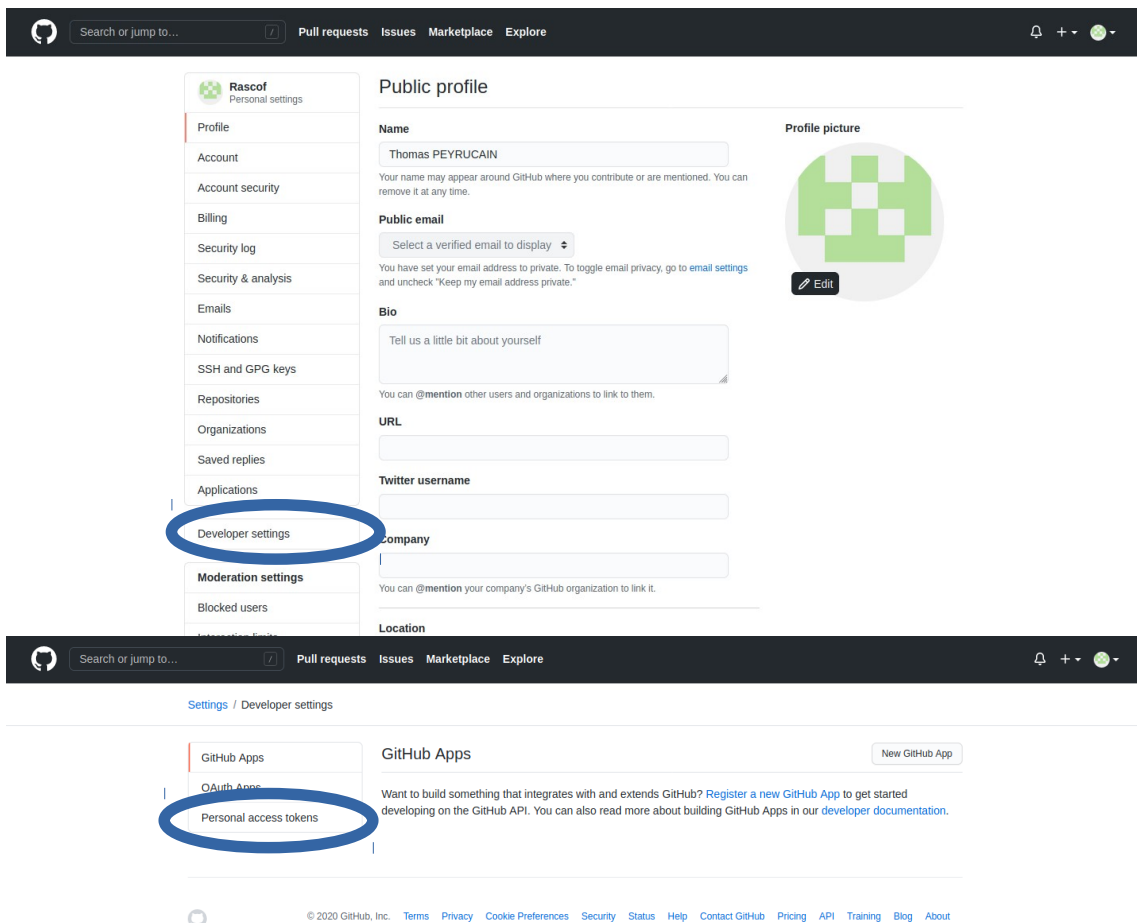 Search or jump to... / Pull requests Issues Marketplace Explore
Rascof
Personal settings
Profile
Account
Account security
Billing
Security log
Security & analysis
Emails
Notifications
SSH and GPG keys
Repositories
Organizations
Saved replies
Applications
Developer settings
Moderation settings
Blocked users
Interaction limits
Public profile
Name
Thomas PEYRUCAIN
Your name may appear around GitHub where you contribute or are mentioned. You can
remove it at any time.
Public email
Select a verified email to display
You have set your email address to private. To toggle email privacy, go to email settings
and uncheck "Keep my email address private."
Bio
Tell us a little bit about yourself
You can @mention other users and organizations to link to them.
URL
Twitter username
Company
You can @mention your company's GitHub organization to link it.
Location
Profile picture
Edit
Search or jump to... / Pull requests Issues Marketplace Explore
Settings / Developer settings
GitHub Apps
OAuth Apps
Personal access tokens
GitHub Apps
New GitHub App
Want to build something that integrates with and extends GitHub? Register a new GitHub App to get started
developing on the GitHub API. You can also read more about building GitHub Apps in our developer documentation.
© 2020 GitHub, Inc. Terms Privacy Cookie Preferences Security Status Help Contact GitHub Pricing API Training Blog About